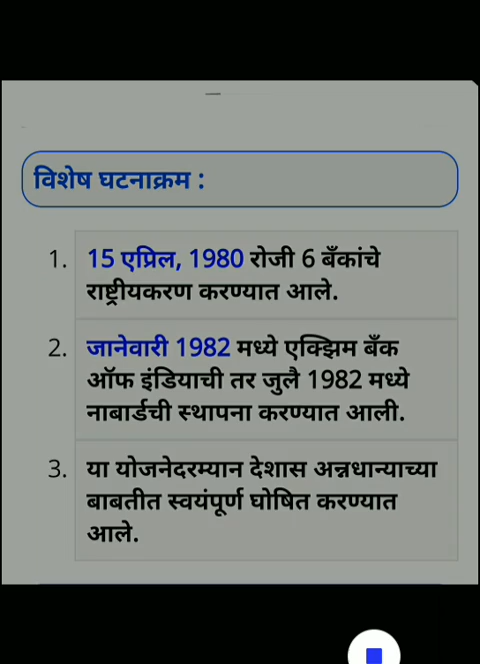 विशेष घटनाक्रम :
1. 15 एप्रिल, 1980 रोजी 6 बँकांचे
राष्ट्रीयकरण करण्यात आले.
2. जानेवारी 1982 मध्ये एक्झिम बँक
ऑफ इंडियाची तर जुलै 1982 मध्ये
नाबार्डची स्थापना करण्यात आली.
3. या योजनेदरम्यान देशास अन्नधान्याच्या
बाबतीत स्वयंपूर्ण घोषित करण्यात
आले.